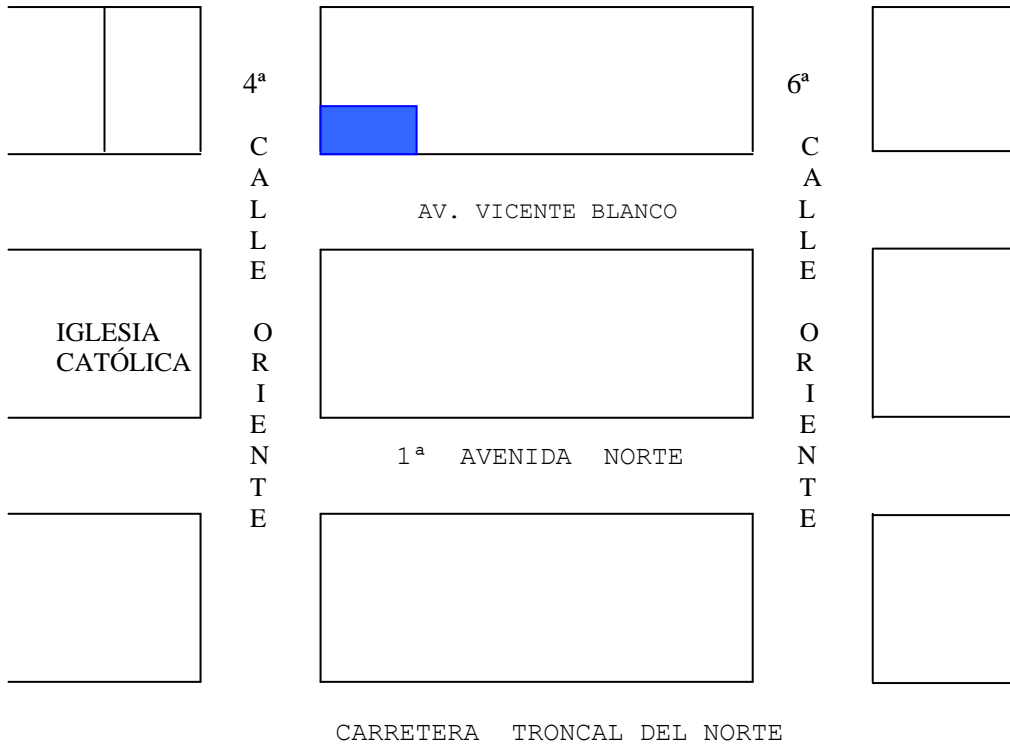 4ª CALLE ORIENTE
6ª CALLE ORIENTE
AV. VICENTE BLANCO
IGLESIA
CATÓLICA
1ª AVENIDA NORTE
CARRETERA TRONCAL DEL NORTE